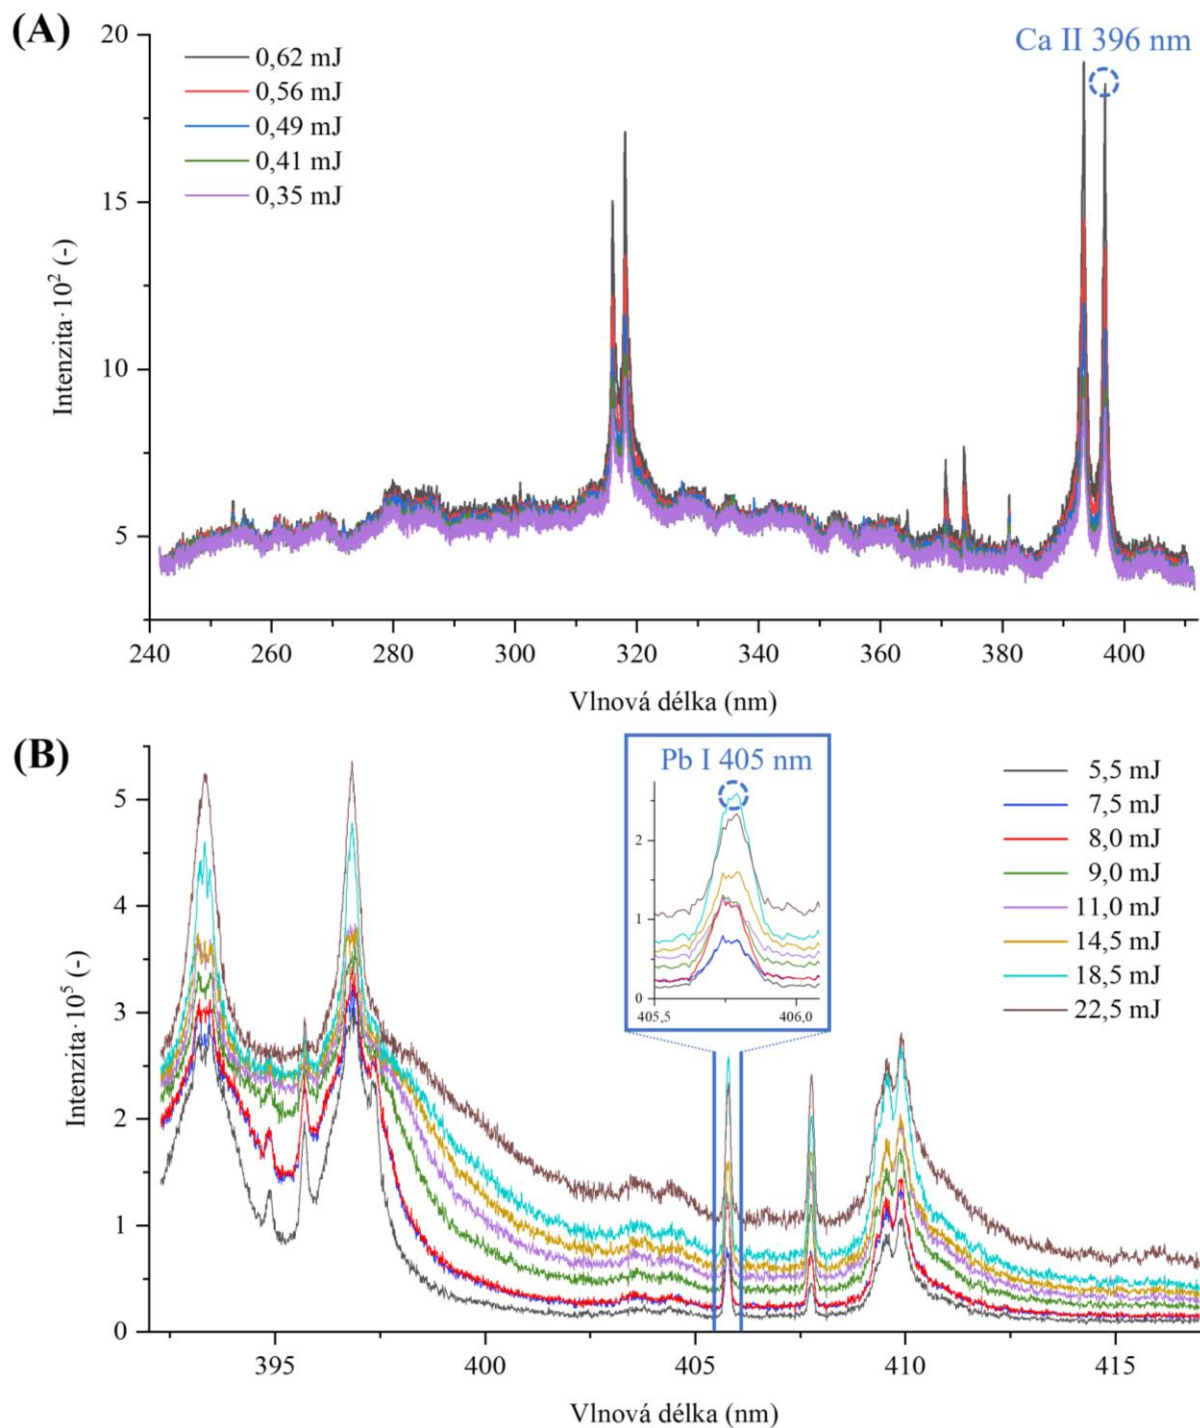 (A)
Ca II 396 nm
0,62 mJ
0,56 mJ
0,49 mJ
0,41 mJ
0,35 mJ
20
15
10
5
Intenzita·10² (-)
240 260 280 300 320 340 360 380 400
Vlnová délka (nm)
(B)
Pb I 405 nm
2
1
0
405,5 406,0
5,5 mJ
7,5 mJ
8,0 mJ
9,0 mJ
11,0 mJ
14,5 mJ
18,5 mJ
22,5 mJ
5
4
3
2
1
0
Intenzita·10⁵ (-)
395 400 405 410 415
Vlnová délka (nm)